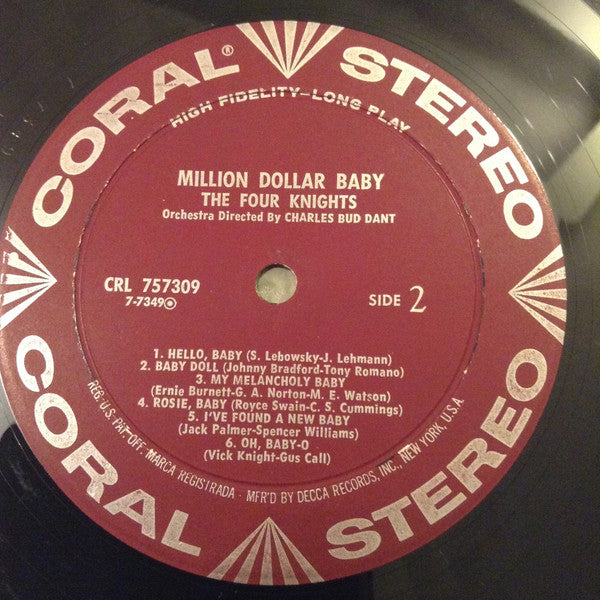 CORAL®
STEREO
HIGH FIDELITY—LONG PLAY
MILLION DOLLAR BABY
THE FOUR KNIGHTS
Orchestra Directed By CHARLES BUD DANT
CRL 757309
7-7349
SIDE 2
1. HELLO, BABY (S. Lebowsky-J. Lehmann)
2. BABY DOLL (Johnny Bradford-Tony Romano)
3. MY MELANCHOLY BABY
(Ernie Burnett-G. A. Norton-M. E. Watson)
4. ROSIE, BABY (Royce Swain-C. S. Cummings)
5. I'VE FOUND A NEW BABY
(Jack Palmer-Spencer Williams)
6. OH, BABY-O
(Vick Knight-Gus Call)
REG. U.S. PAT. OFF. MARCA REGISTRADA - MF'R'D BY DECCA RECORDS, INC., NEW YORK, U.S.A.
CORAL
STEREO